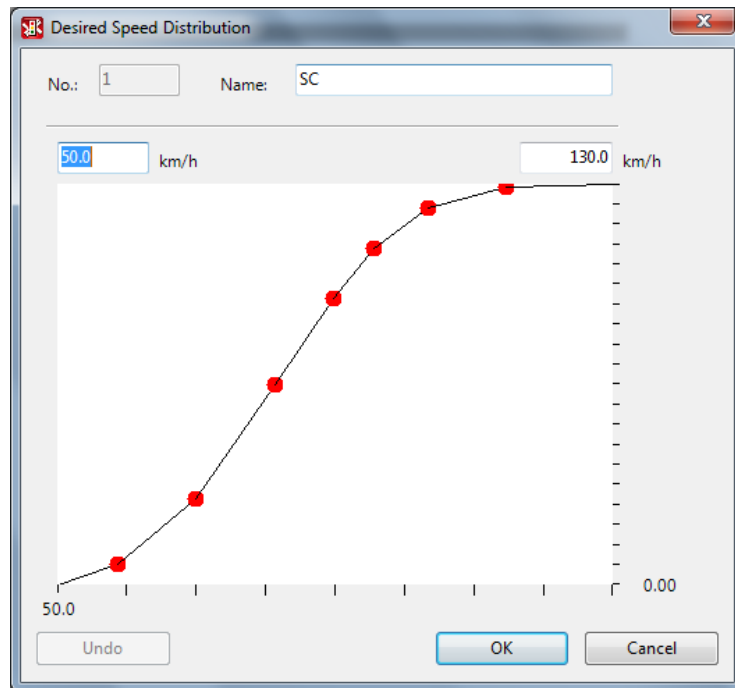 Desired Speed Distribution
No.: 1 Name: SC
50.0 km/h 130.0 km/h
0.00
50.0
Undo OK Cancel